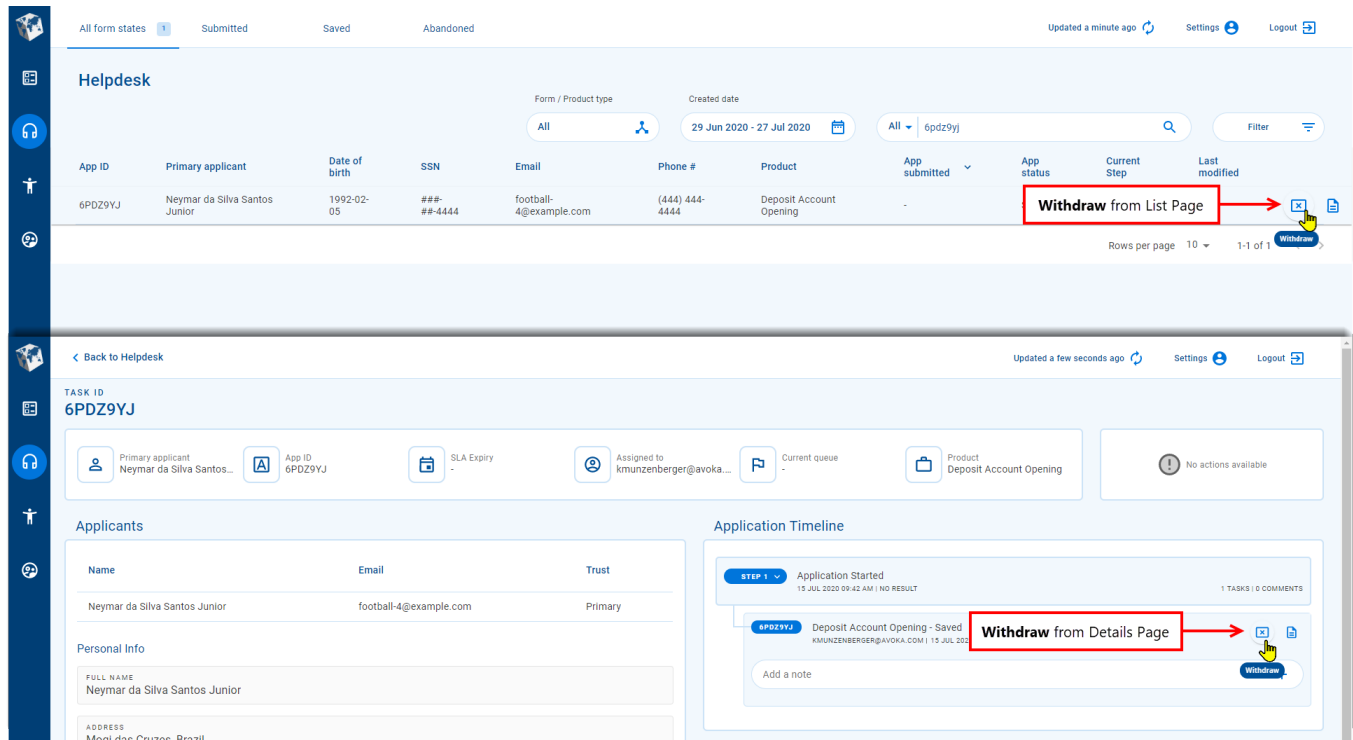 All form states 1 Submitted Saved Abandoned Updated a minute ago Settings Logout
Helpdesk
Form / Product type Created date
All 29 Jun 2020 - 27 Jul 2020 All 6pdz9yj Filter
App ID Primary applicant Date of birth SSN Email Phone # Product App submitted App status Current Step Last modified
6PDZ9YJ Neymar da Silva Santos Junior 1992-02-05 ###-##-4444 football-4@example.com (444) 444-4444 Deposit Account Opening - Withdraw from List Page
Withdraw
Rows per page 10 1-1 of 1
Back to Helpdesk Updated a few seconds ago Settings Logout
TASK ID
6PDZ9YJ
Primary applicant App ID SLA Expiry Assigned to Current queue Product
Neymar da Silva Santos... 6PDZ9YJ - kmunzenberger@avoka.... - Deposit Account Opening No actions available
Applicants Application Timeline
Name Email Trust
STEP 1 Application Started
15 JUL 2020 09:42 AM | NO RESULT 1 TASKS | 0 COMMENTS
Neymar da Silva Santos Junior football-4@example.com Primary
6PDZ9YJ Deposit Account Opening - Saved
KMUNZENBERGER@AVOKA.COM | 15 JUL 202
Withdraw from Details Page
Personal Info
Add a note Withdraw
FULL NAME
Neymar da Silva Santos Junior
ADDRESS
Mogi das Cruzes, Brazil